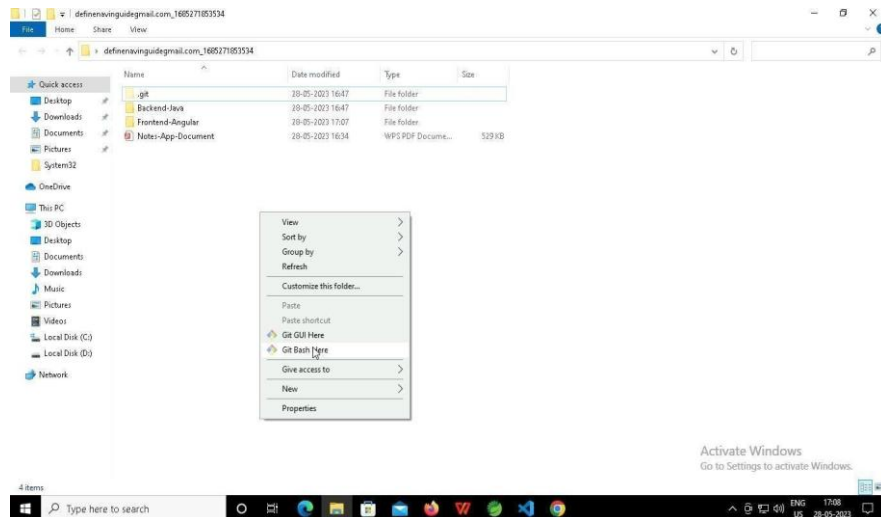 definenavinguidegmail.com_1685271853534
File Home Share View
definenavinguidegmail.com_1685271853534
Name Date modified Type Size
Quick access
Desktop
Downloads
Documents
Pictures
System32
OneDrive
This PC
3D Objects
Desktop
Documents
Downloads
Music
Pictures
Videos
Local Disk (C:)
Local Disk (D:)
Network
.git 28-05-2023 16:47 File folder
Backend-Java 28-05-2023 16:47 File folder
Frontend-Angular 28-05-2023 17:07 File folder
Notes-App-Document 28-05-2023 16:34 WPS PDF Docume... 529 KB
View
Sort by
Group by
Refresh
Customize this folder...
Paste
Paste shortcut
Git GUI Here
Git Bash Here
Give access to
New
Properties
Activate Windows
Go to Settings to activate Windows.
4 items
Type here to search
ENG
US
17:08
28-05-2023